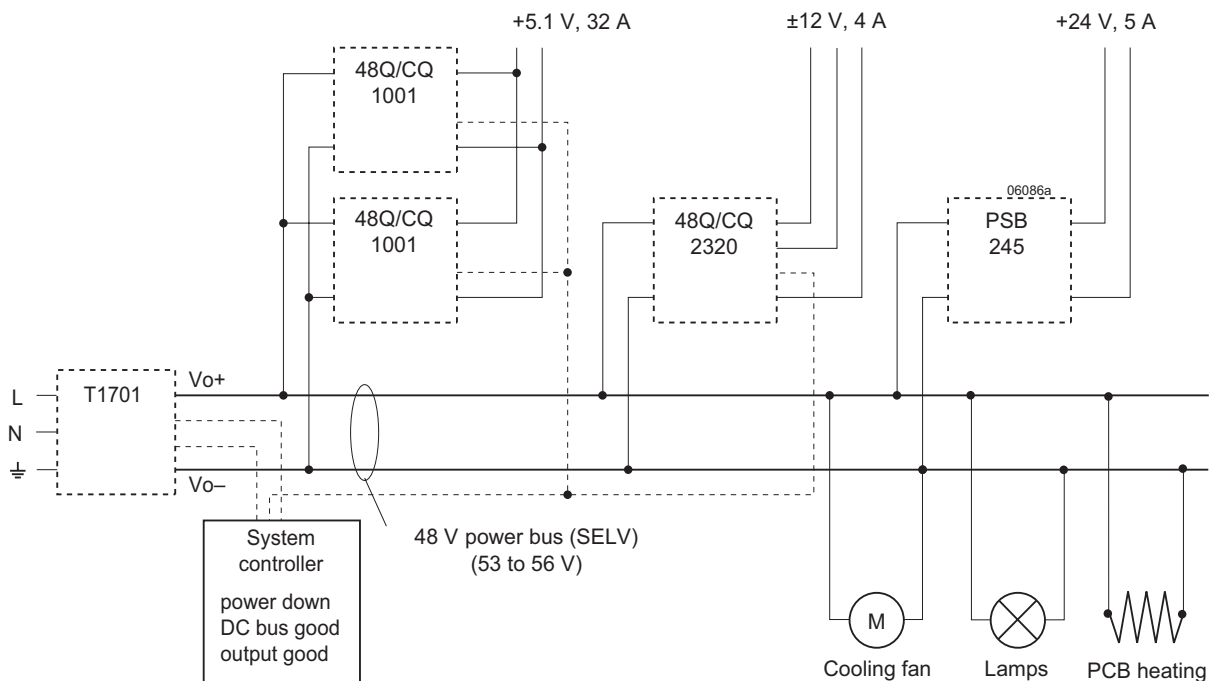 +5.1 V, 32 A
±12 V, 4 A
+24 V, 5 A
48Q/CQ
1001
48Q/CQ
1001
48Q/CQ
2320
06086a
PSB
245
L
N
T1701
Vo+
Vo–
48 V power bus (SELV)
(53 to 56 V)
System
controller
power down
DC bus good
output good
M
Cooling fan
Lamps
PCB heating